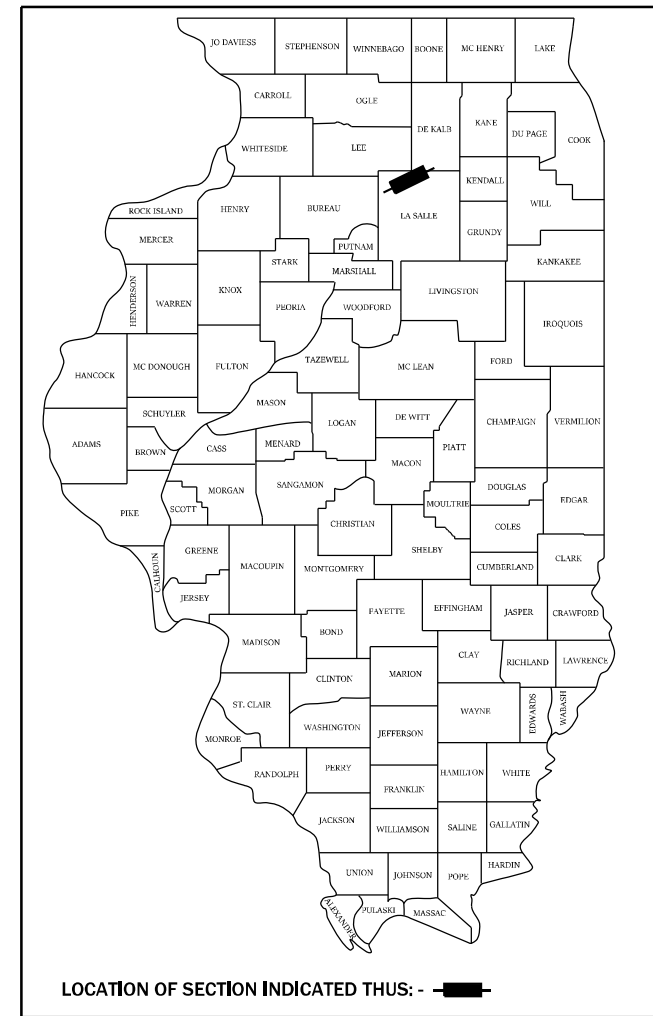 JO DAVIESS
STEPHENSON
WINNEBAGO
BOONE
MC HENRY
LAKE
CARROLL
OGLE
DE KALB
KANE
DU PAGE
COOK
WHITESIDE
LEE
KENDALL
WILL
ROCK ISLAND
HENRY
BUREAU
LA SALLE
GRUNDY
MERCER
PUTNAM
STARK
MARSHALL
KANKAKEE
HENDERSON
WARREN
KNOX
PEORIA
WOODFORD
LIVINGSTON
IROQUOIS
HANCOCK
MC DONOUGH
FULTON
TAZEWELL
MC LEAN
FORD
SCHUYLER
MASON
LOGAN
DE WITT
CHAMPAIGN
VERMILION
ADAMS
BROWN
CASS
MENARD
PIATT
MACON
PIKE
SCOTT
MORGAN
SANGAMON
CHRISTIAN
MOULTRIE
DOUGLAS
EDGAR
COLES
CALHOUN
GREENE
MACOUPIN
MONTGOMERY
SHELBY
CUMBERLAND
CLARK
JERSEY
FAYETTE
EFFINGHAM
JASPER
CRAWFORD
MADISON
BOND
CLAY
RICHLAND
LAWRENCE
CLINTON
MARION
ST. CLAIR
WASHINGTON
WAYNE
EDWARDS
WABASH
MONROE
JEFFERSON
RANDOLPH
PERRY
HAMILTON
WHITE
FRANKLIN
JACKSON
WILLIAMSON
SALINE
GALLATIN
UNION
JOHNSON
POPE
HARDIN
ALEXANDER
PULASKI
MASSAC
LOCATION OF SECTION INDICATED THUS: -